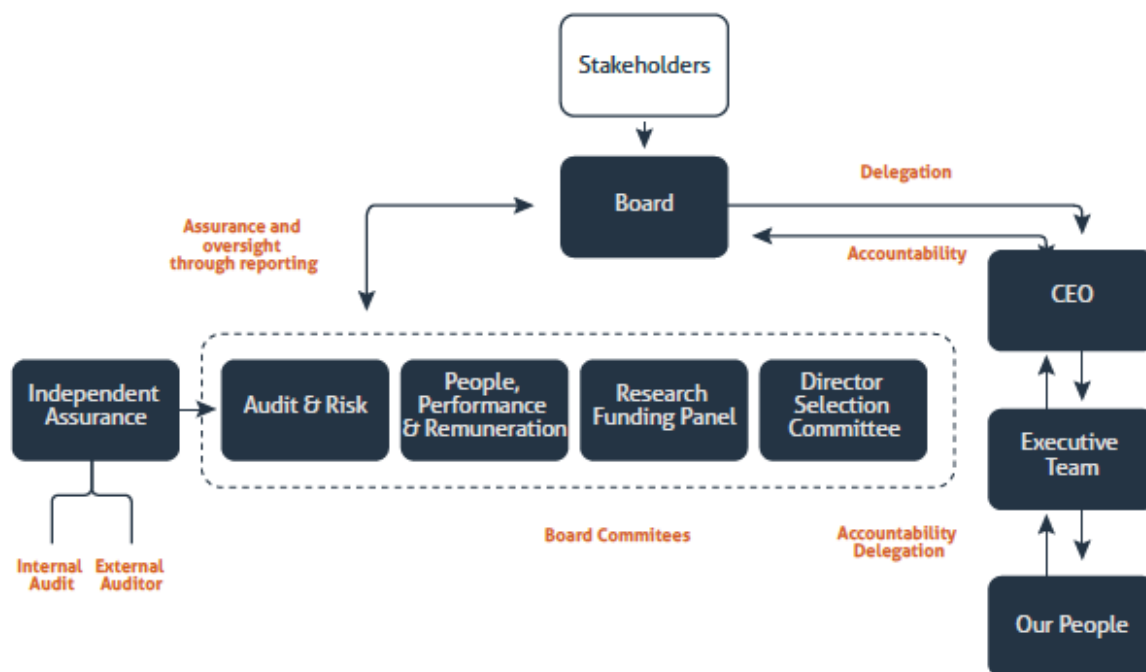 Stakeholders
Board
Delegation
Assurance and
oversight
through reporting
Accountability
CEO
Independent
Assurance
Audit & Risk
People,
Performance
& Remuneration
Research
Funding Panel
Director
Selection
Committee
Executive
Team
Board Commitees
Accountability
Delegation
Internal
Audit
External
Auditor
Our People